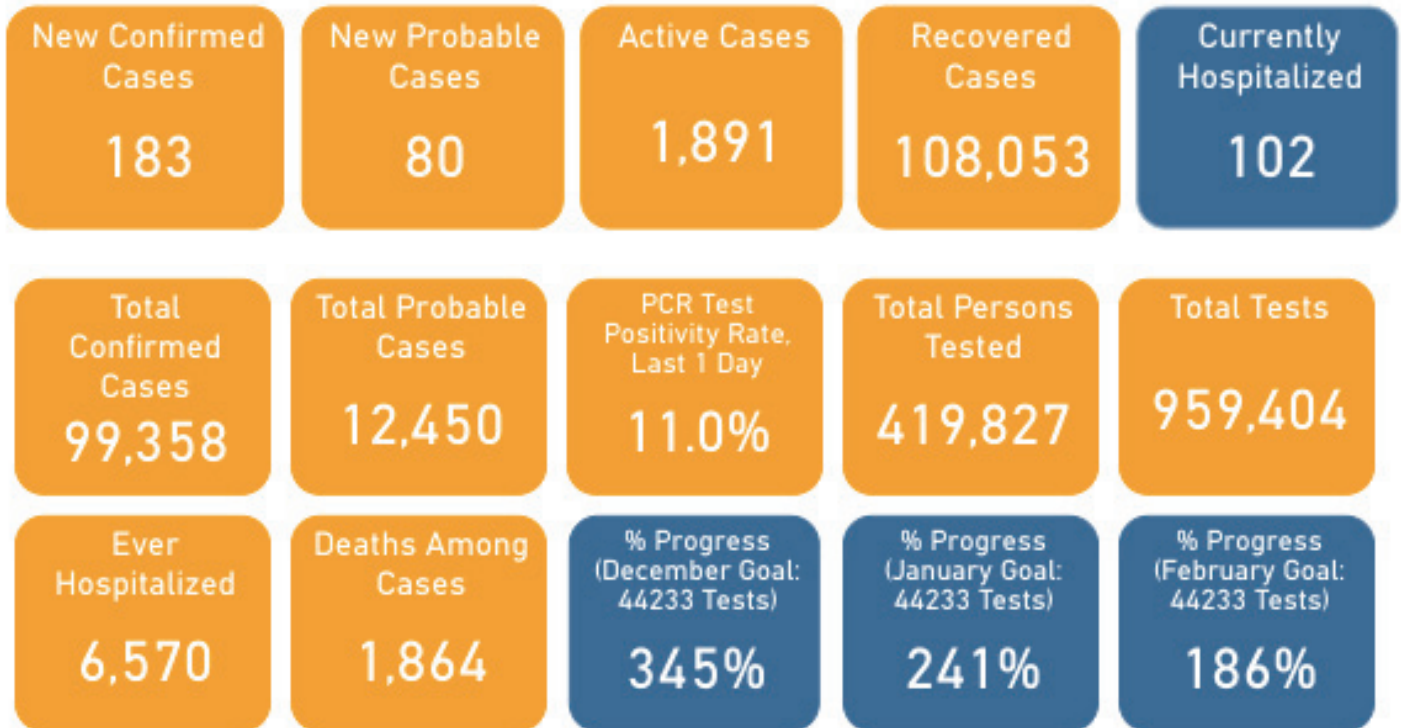 New Confirmed
Cases
183
New Probable
Cases
80
Active Cases
1,891
Recovered
Cases
108,053
Currently
Hospitalized
102
Total
Confirmed
Cases
99,358
Total Probable
Cases
12,450
PCR Test
Positivity Rate,
Last 1 Day
11.0%
Total Persons
Tested
419,827
Total Tests
959,404
Ever
Hospitalized
6,570
Deaths Among
Cases
1,864
% Progress
(December Goal:
44233 Tests)
345%
% Progress
(January Goal:
44233 Tests)
241%
% Progress
(February Goal:
44233 Tests)
186%